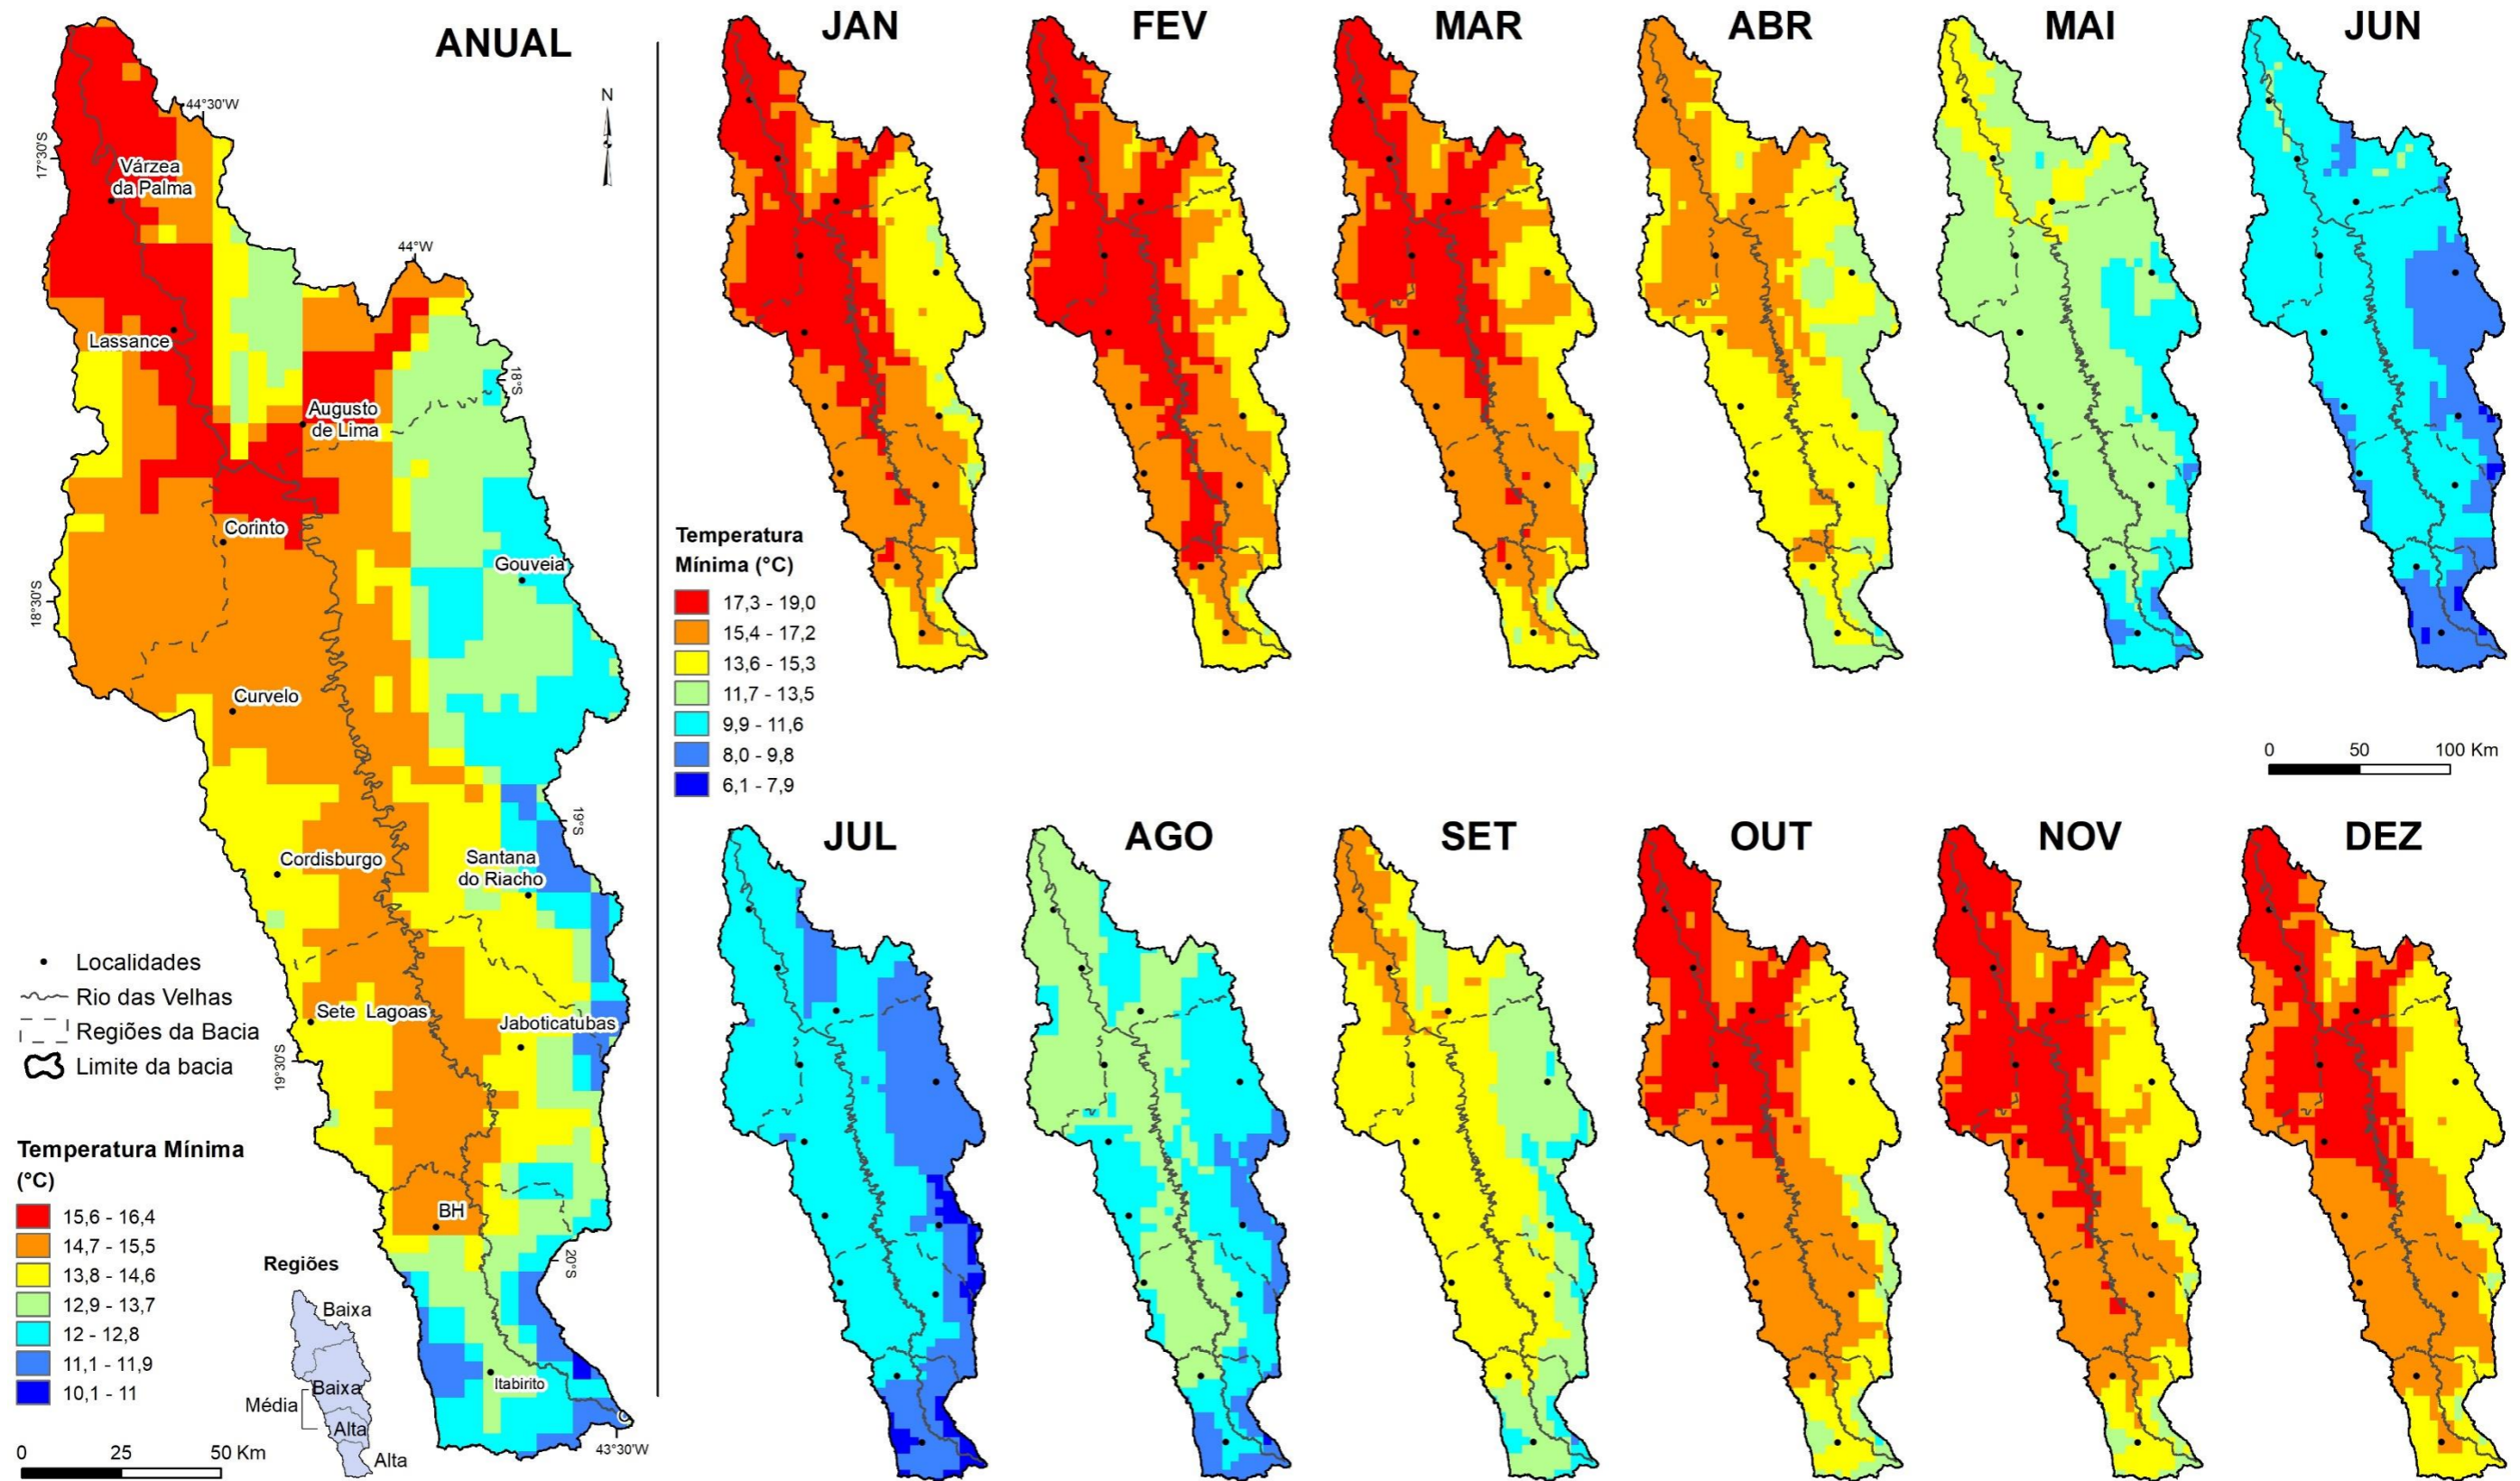 ANUAL
JAN
FEV
MAR
ABR
MAI
JUN
N
44°30'W
17°30'S
Várzea
da Palma
44°W
Lassance
18°S
Augusto
de Lima
Corinto
Gouveia
18°30'S
Curvelo
19°S
Cordisburgo
Santana
do Riacho
Sete Lagoas
Jaboticatubas
19°30'S
BH
20°S
Itabirito
43°30'W
Localidades
Rio das Velhas
Regiões da Bacia
Limite da bacia
Temperatura Mínima
(°C)
15,6 - 16,4
14,7 - 15,5
13,8 - 14,6
12,9 - 13,7
12 - 12,8
11,1 - 11,9
10,1 - 11
0 25 50 Km
Regiões
Baixa
Baixa
Média
Alta
Alta
Temperatura
Mínima (°C)
17,3 - 19,0
15,4 - 17,2
13,6 - 15,3
11,7 - 13,5
9,9 - 11,6
8,0 - 9,8
6,1 - 7,9
0 50 100 Km
JUL
AGO
SET
OUT
NOV
DEZ